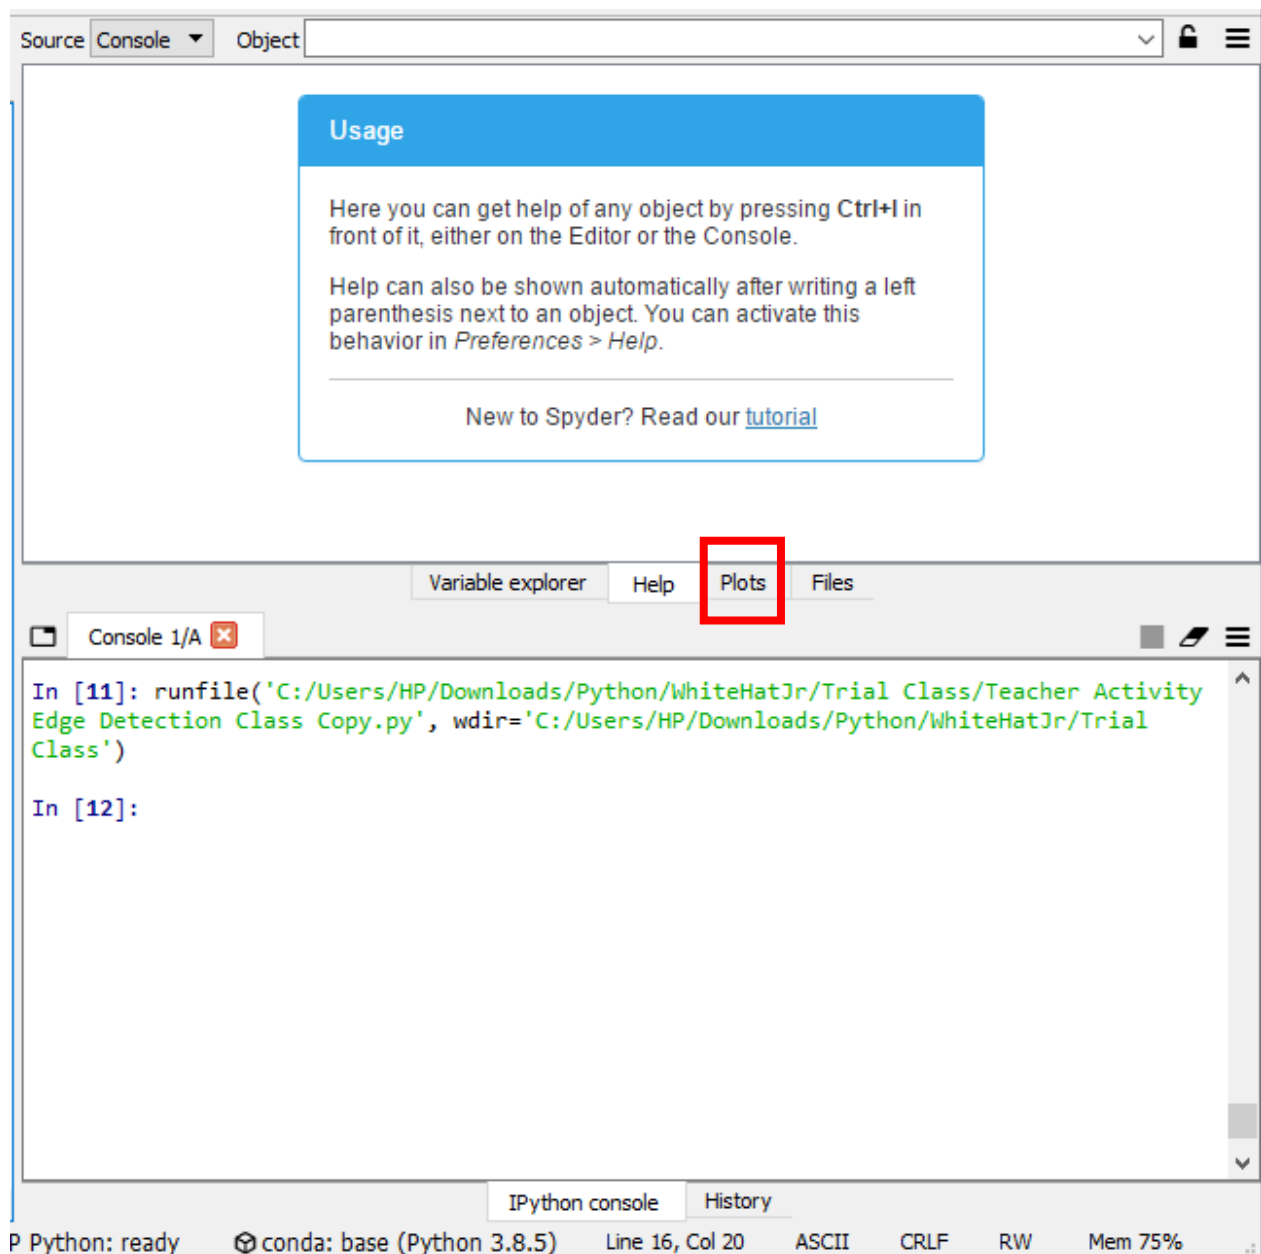 Source Console Object
Usage
Here you can get help of any object by pressing Ctrl+I in
front of it, either on the Editor or the Console.
Help can also be shown automatically after writing a left
parenthesis next to an object. You can activate this
behavior in Preferences > Help.
New to Spyder? Read our tutorial
Variable explorer Help Plots Files
Console 1/A
In [11]: runfile('C:/Users/HP/Downloads/Python/WhiteHatJr/Trial Class/Teacher Activity
Edge Detection Class Copy.py', wdir='C:/Users/HP/Downloads/Python/WhiteHatJr/Trial
Class')
In [12]:
IPython console History
P Python: ready conda: base (Python 3.8.5) Line 16, Col 20 ASCII CRLF RW Mem 75%